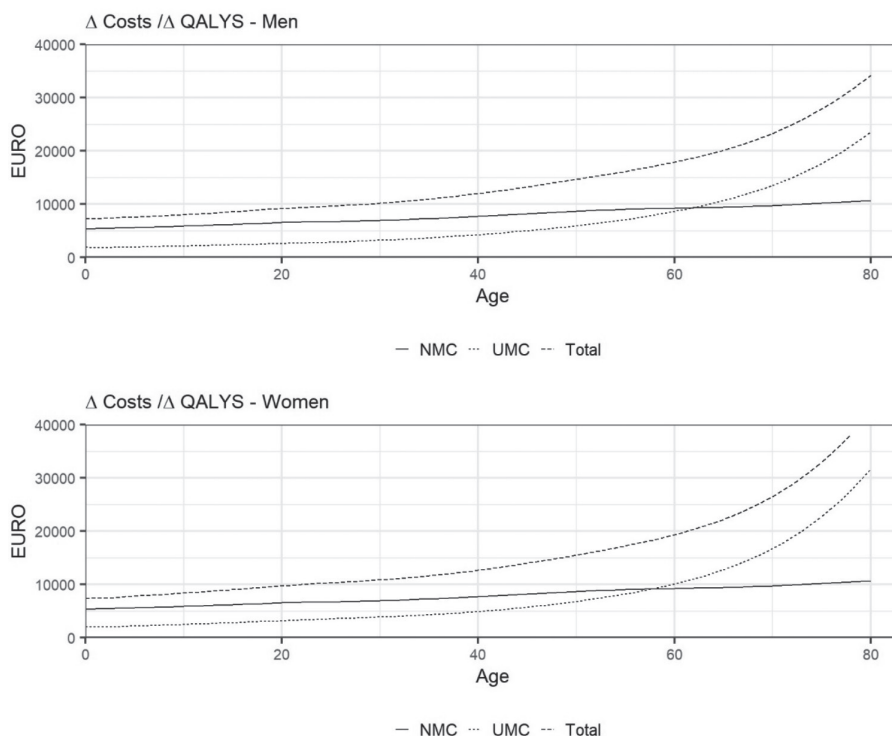 Δ Costs /Δ QALYS - Men
40000
30000
20000
10000
0
EURO
0 20 40 60 80
Age
NMC UMC Total
Δ Costs /Δ QALYS - Women
40000
30000
20000
10000
0
EURO
0 20 40 60 80
Age
NMC UMC Total